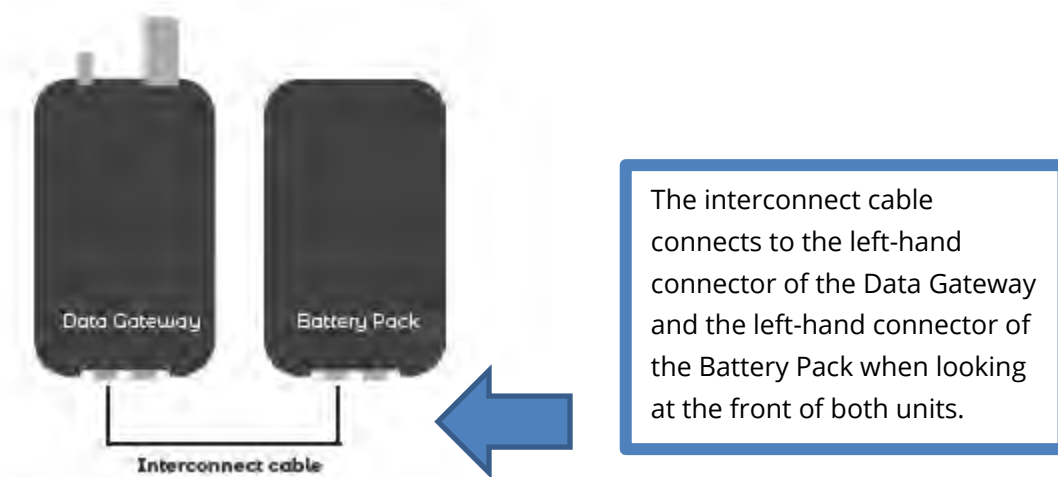 Data Gateway
Battery Pack
Interconnect cable
The interconnect cable
connects to the left-hand
connector of the Data Gateway
and the left-hand connector of
the Battery Pack when looking
at the front of both units.